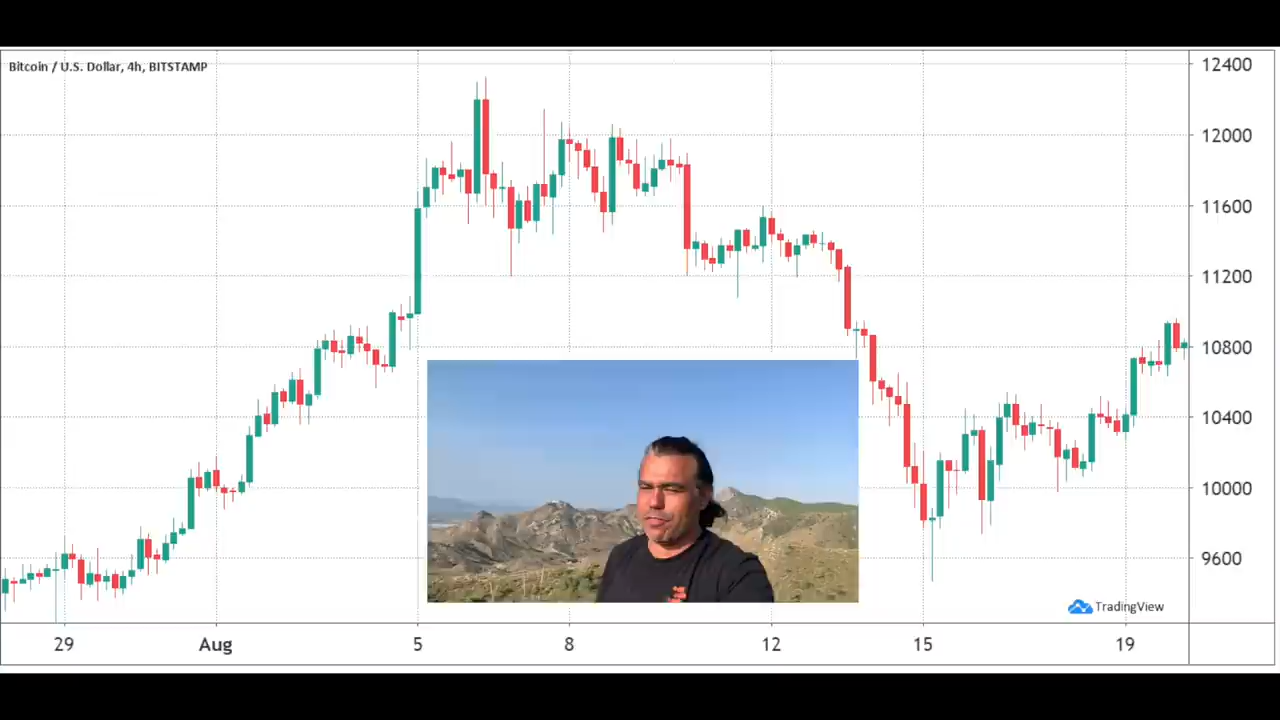 Bitcoin / U.S. Dollar, 4h, BITSTAMP
12400
12000
11600
11200
10800
10400
10000
9600
TradingView
29 Aug 5 8 12 15 19